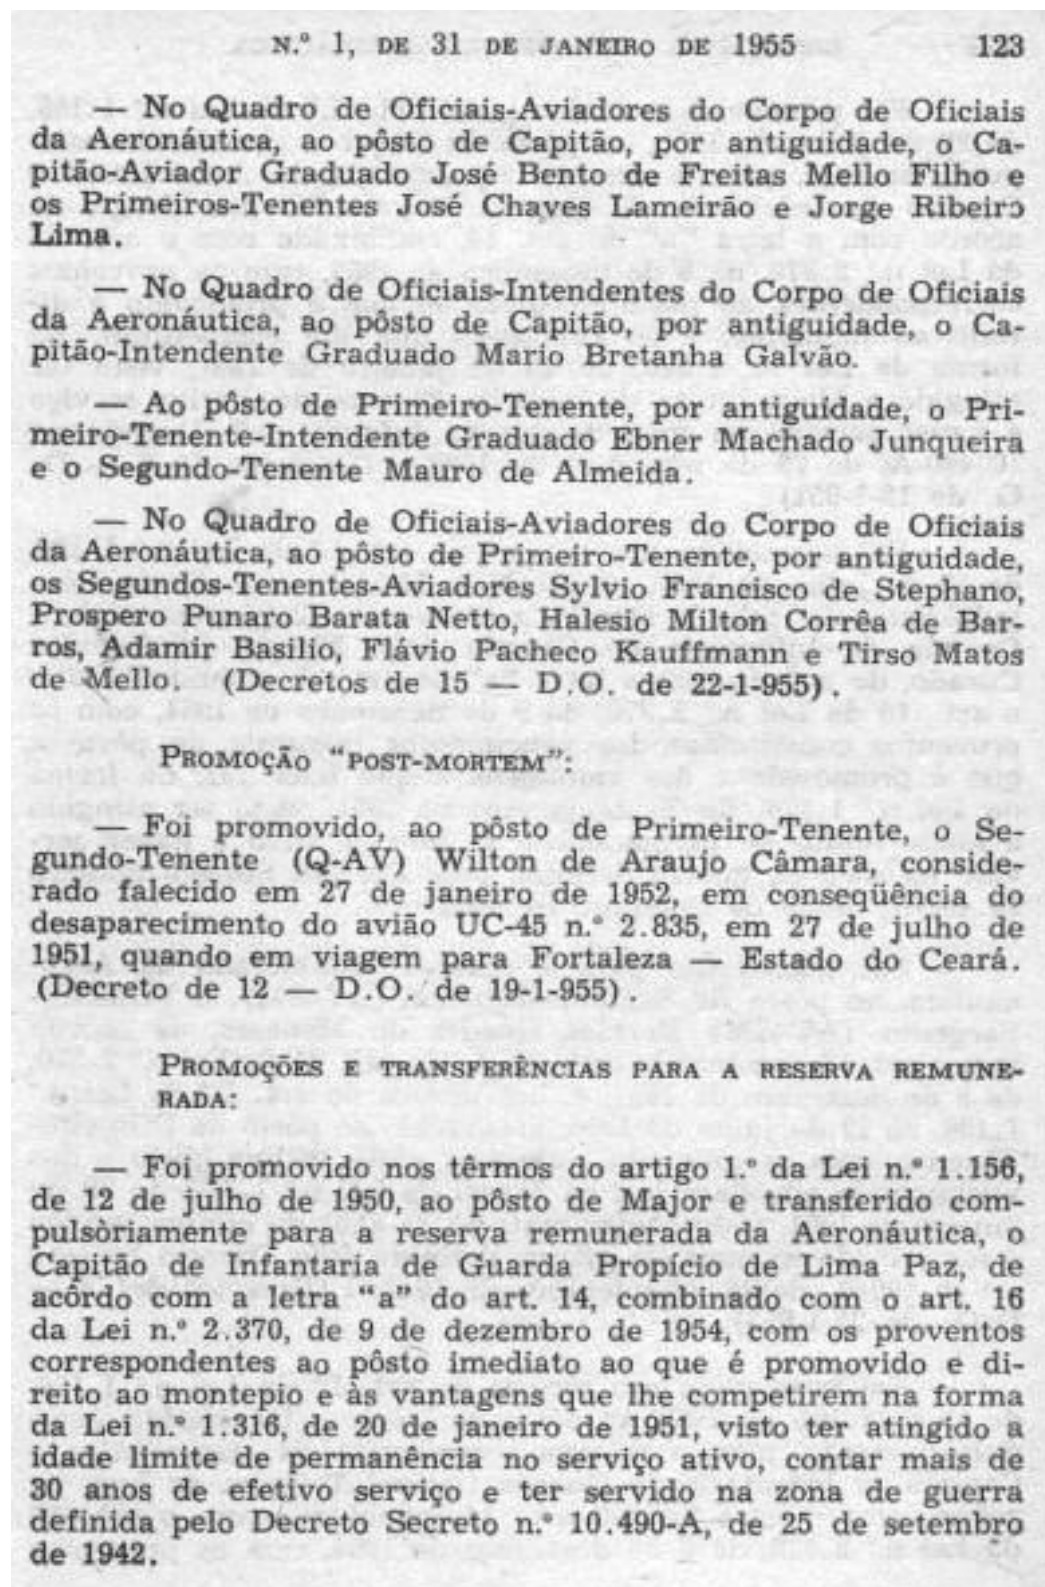 N.º 1, DE 31 DE JANEIRO DE 1955 123
— No Quadro de Oficiais-Aviadores do Corpo de Oficiais
da Aeronáutica, ao pôsto de Capitão, por antiguidade, o Ca-
pitão-Aviador Graduado José Bento de Freitas Mello Filho e
os Primeiros-Tenentes José Chaves Lameirão e Jorge Ribeiro
Lima.
— No Quadro de Oficiais-Intendentes do Corpo de Oficiais
da Aeronáutica, ao pôsto de Capitão, por antiguidade, o Ca-
pitão-Intendente Graduado Mario Bretanha Galvão.
— Ao pôsto de Primeiro-Tenente, por antiguidade, o Pri-
meiro-Tenente-Intendente Graduado Ebner Machado Junqueira
e o Segundo-Tenente Mauro de Almeida.
— No Quadro de Oficiais-Aviadores do Corpo de Oficiais
da Aeronáutica, ao pôsto de Primeiro-Tenente, por antiguidade,
os Segundos-Tenentes-Aviadores Sylvio Francisco de Stephano,
Prospero Punaro Barata Netto, Halesio Milton Corrêa de Bar-
ros, Adamir Basilio, Flávio Pacheco Kauffmann e Tirso Matos
de Mello. (Decretos de 15 — D.O. de 22-1-955).
PROMOÇÃO "POST-MORTEM":
— Foi promovido, ao pôsto de Primeiro-Tenente, o Se-
gundo-Tenente (Q-AV) Wilton de Araujo Câmara, conside-
rado falecido em 27 de janeiro de 1952, em conseqüência do
desaparecimento do avião UC-45 n.º 2.835, em 27 de julho de
1951, quando em viagem para Fortaleza — Estado do Ceará.
(Decreto de 12 — D.O. de 19-1-955).
PROMOÇÕES E TRANSFERÊNCIAS PARA A RESERVA REMUNE-
RADA:
— Foi promovido nos têrmos do artigo 1.º da Lei n.º 1.156,
de 12 de julho de 1950, ao pôsto de Major e transferido com-
pulsòriamente para a reserva remunerada da Aeronáutica, o
Capitão de Infantaria de Guarda Propício de Lima Paz, de
acôrdo com a letra "a" do art. 14, combinado com o art. 16
da Lei n.º 2.370, de 9 de dezembro de 1954, com os proventos
correspondentes ao pôsto imediato ao que é promovido e di-
reito ao montepio e às vantagens que lhe competirem na forma
da Lei n.º 1.316, de 20 de janeiro de 1951, visto ter atingido a
idade limite de permanência no serviço ativo, contar mais de
30 anos de efetivo serviço e ter servido na zona de guerra
definida pelo Decreto Secreto n.º 10.490-A, de 25 de setembro
de 1942.